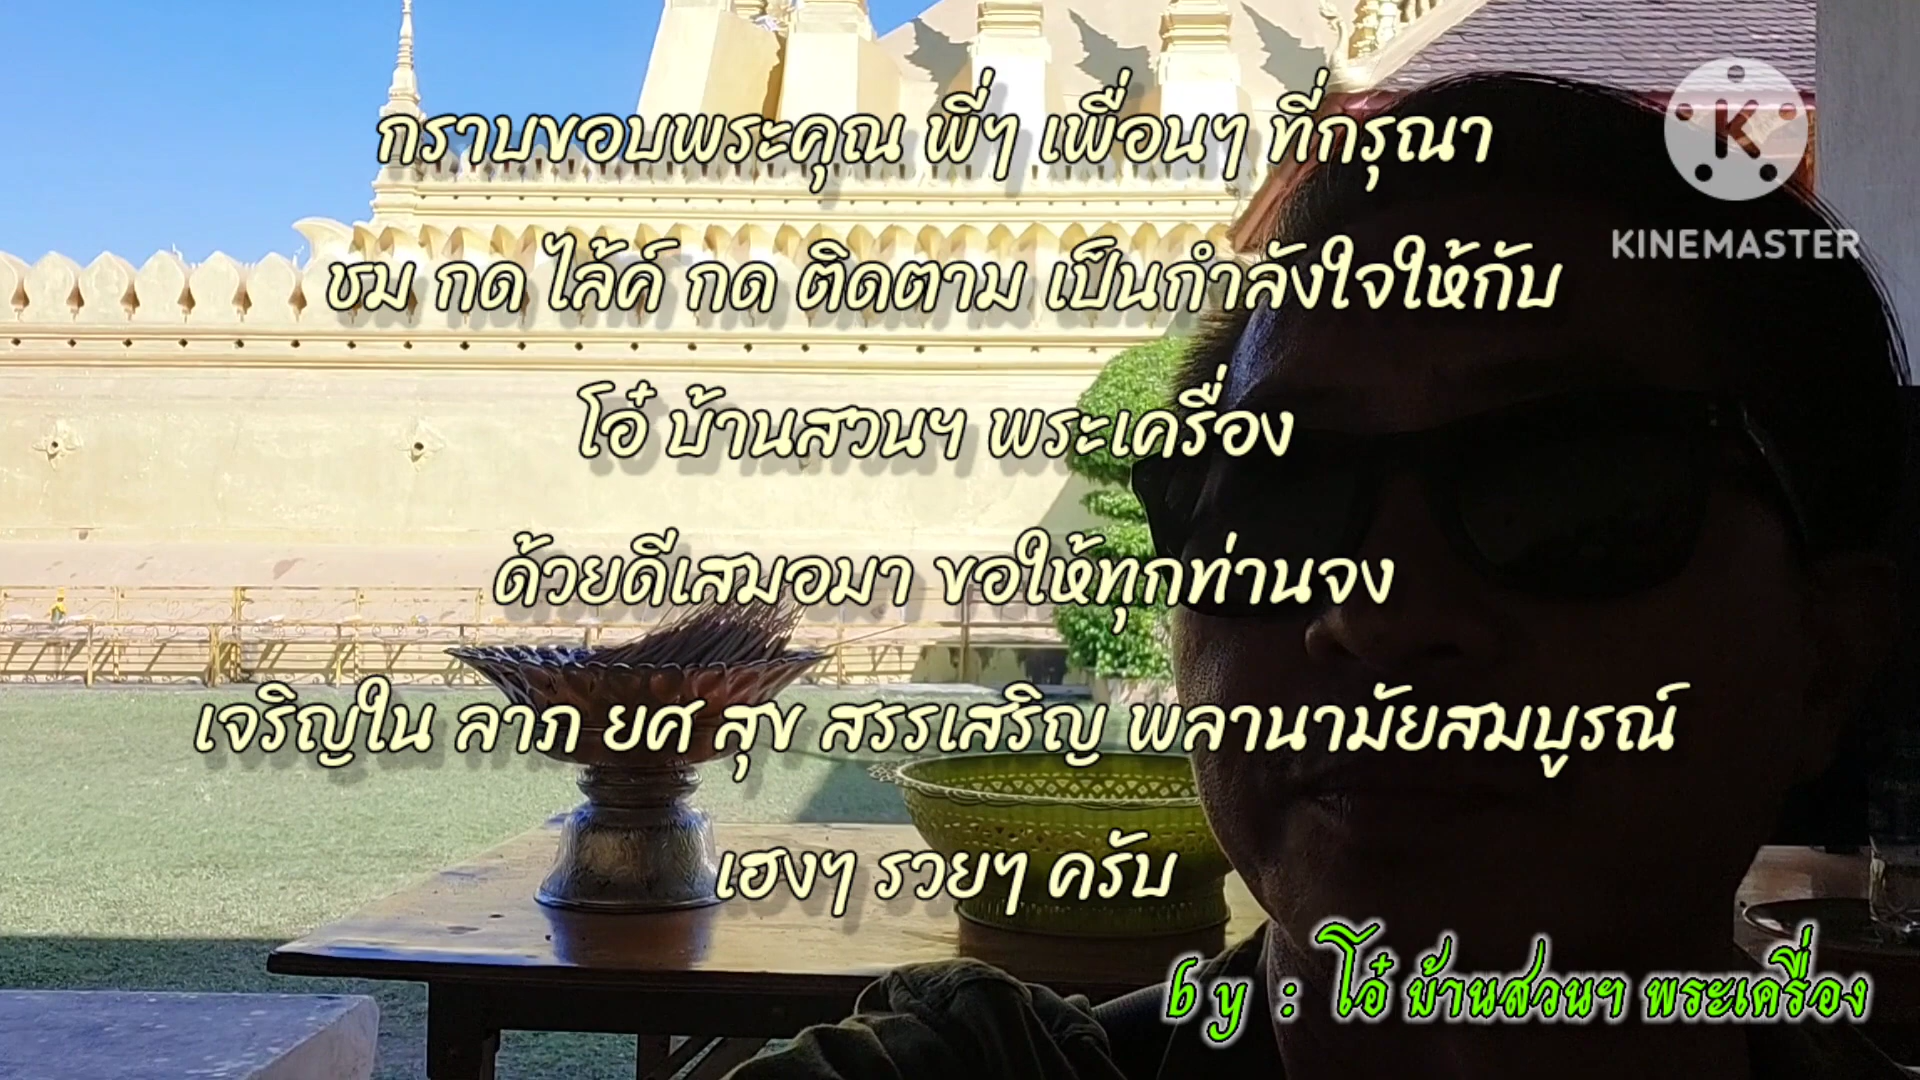 กราบขอบพระคุณ พี่ๆ เพื่อนๆ ที่กรุณา
ชม กด ไล้ค์ กด ติดตาม เป็นกำลังใจให้กับ
โอ๋ บ้านสวนฯ พระเครื่อง
ด้วยดีเสมอมา ขอให้ทุกท่านจง
เจริญใน ลาภ ยศ สุข สรรเสริญ พลานามัยสมบูรณ์
เฮงๆ รวยๆ ครับ
by : โอ๋ บ้านสวนฯ พระเครื่อง
K
KINEMASTER